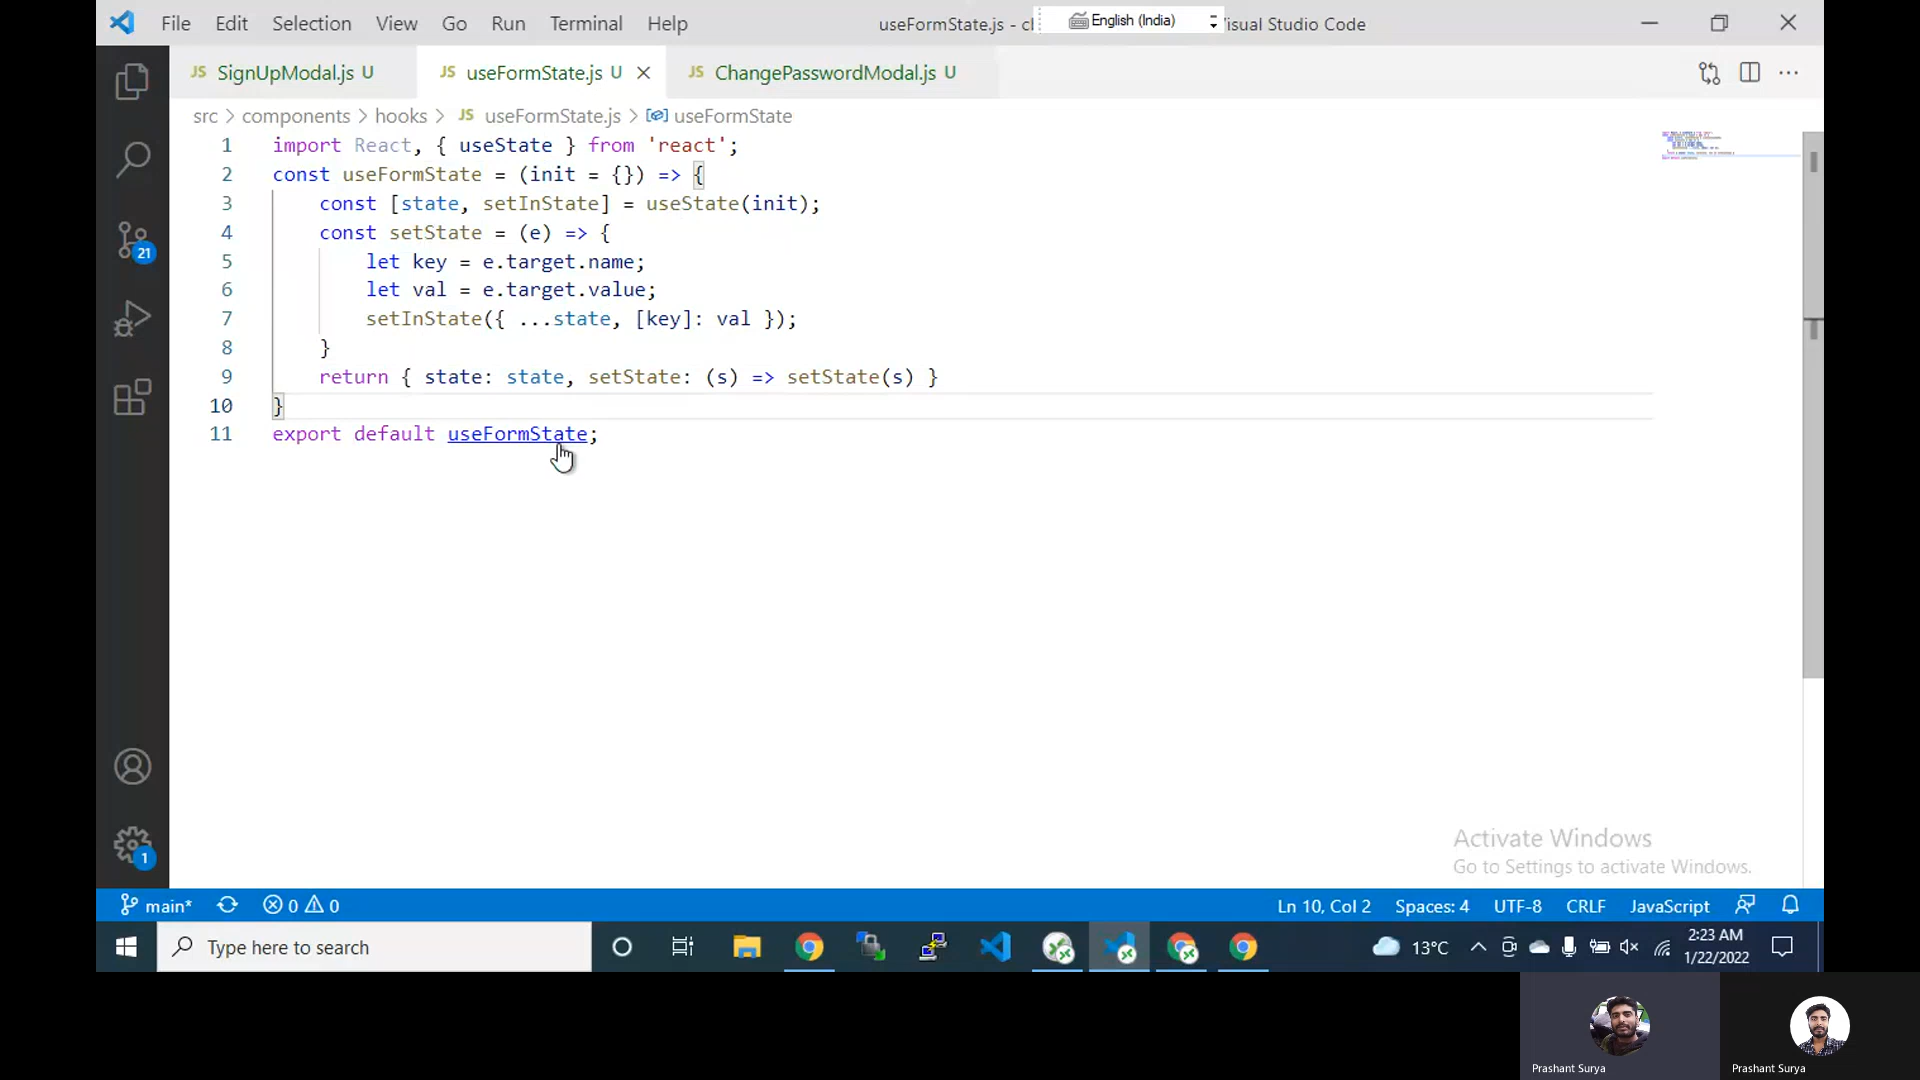 File Edit Selection View Go Run Terminal Help useFormState.js - cl English (India) isual Studio Code
JS SignUpModal.js U JS useFormState.js U JS ChangePasswordModal.js U
src > components > hooks > JS useFormState.js > useFormState
1 import React, { useState } from 'react';
2 const useFormState = (init = {}) => {
3 const [state, setInState] = useState(init);
4 const setState = (e) => {
5 let key = e.target.name;
6 let val = e.target.value;
7 setInState({ ...state, [key]: val });
8 }
9 return { state: state, setState: (s) => setState(s) }
10 }
11 export default useFormState;
21
1
Activate Windows
Go to Settings to activate Windows.
main* 0 0 Ln 10, Col 2 Spaces: 4 UTF-8 CRLF JavaScript
Type here to search 13°C 2:23 AM
1/22/2022
Prashant Surya Prashant Surya